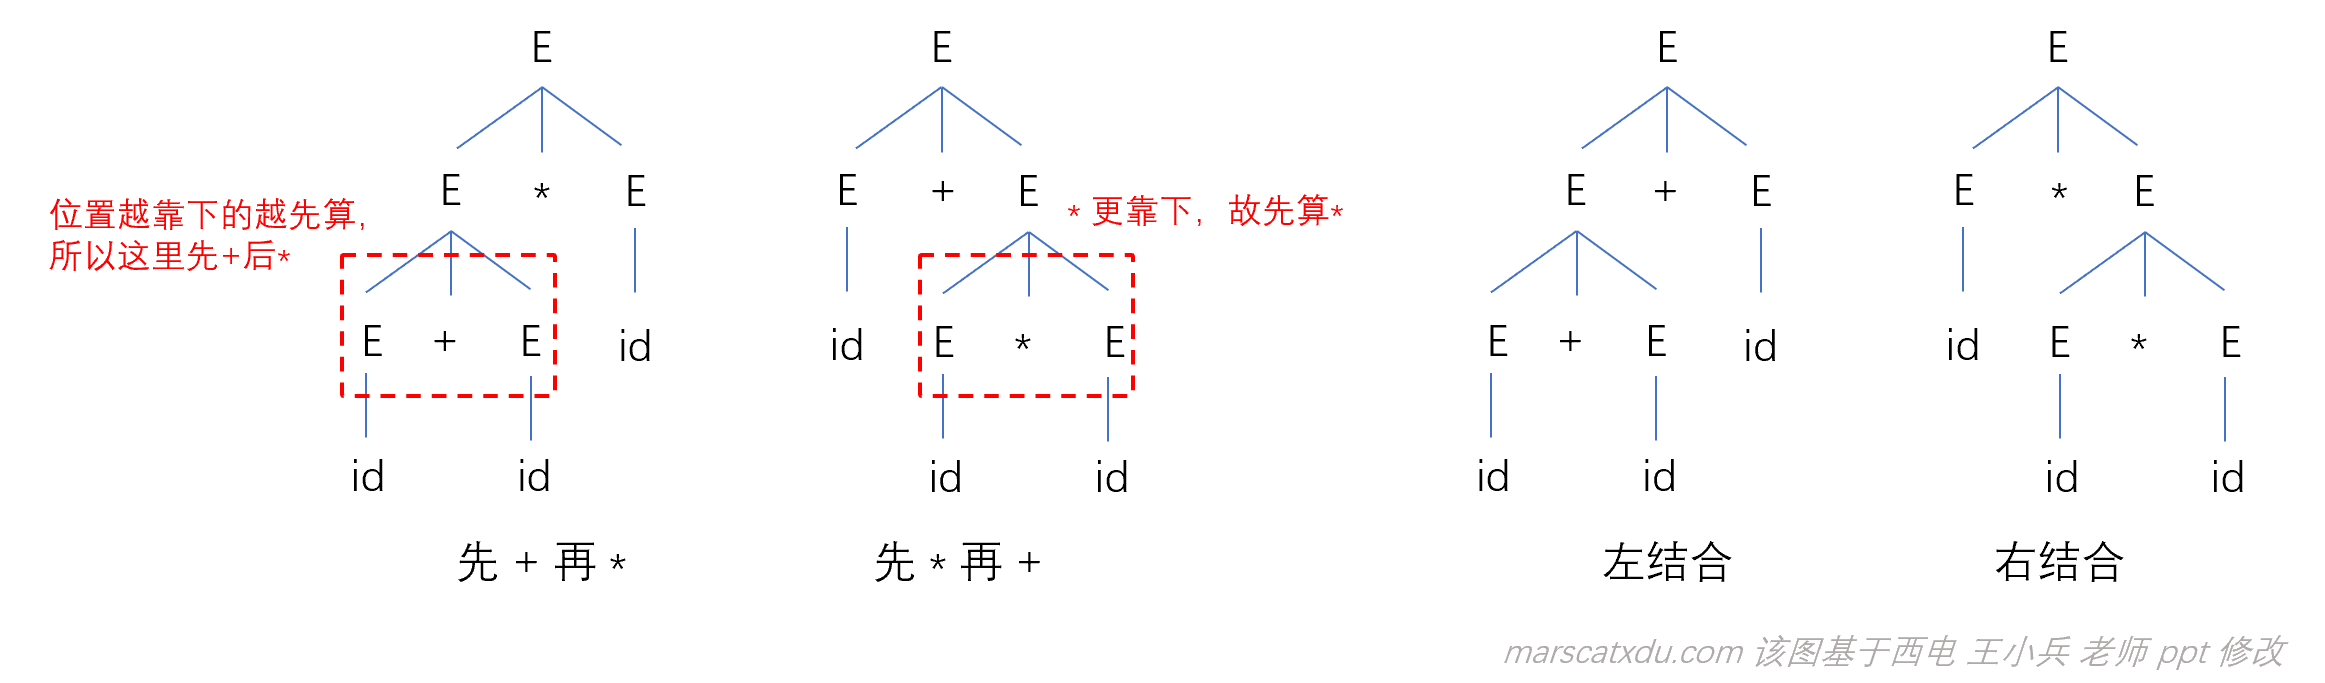 E
E
E
E
E * E
E + E
E + E
E * E
位置越靠下的越先算，
所以这里先+后*
* 更靠下，故先算*
E + E
id
id
E * E
E + E
id
id
E * E
id
id
id
id
id
id
id
id
先 + 再 *
先 * 再 +
左结合
右结合
marscatxdu.com 该图基于西电 王小兵 老师 ppt 修改